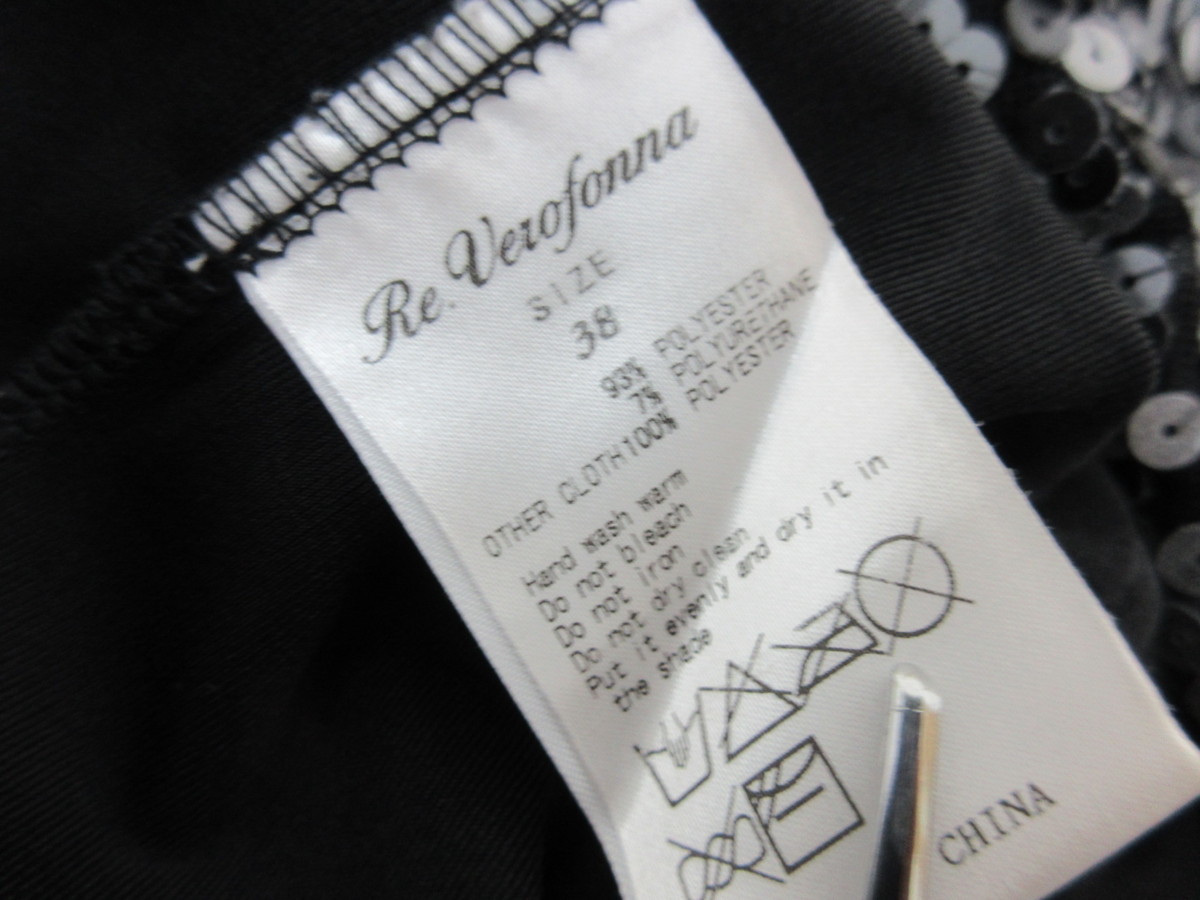 Re.Verofonna
SIZE
38
93% POLYESTER
7% POLYURETHANE
OTHER CLOTH100% POLYESTER
Hand wash warm
Do not bleach
Do not iron
Do not dry clean
Put it evenly and dry it in
the shade
CHINA